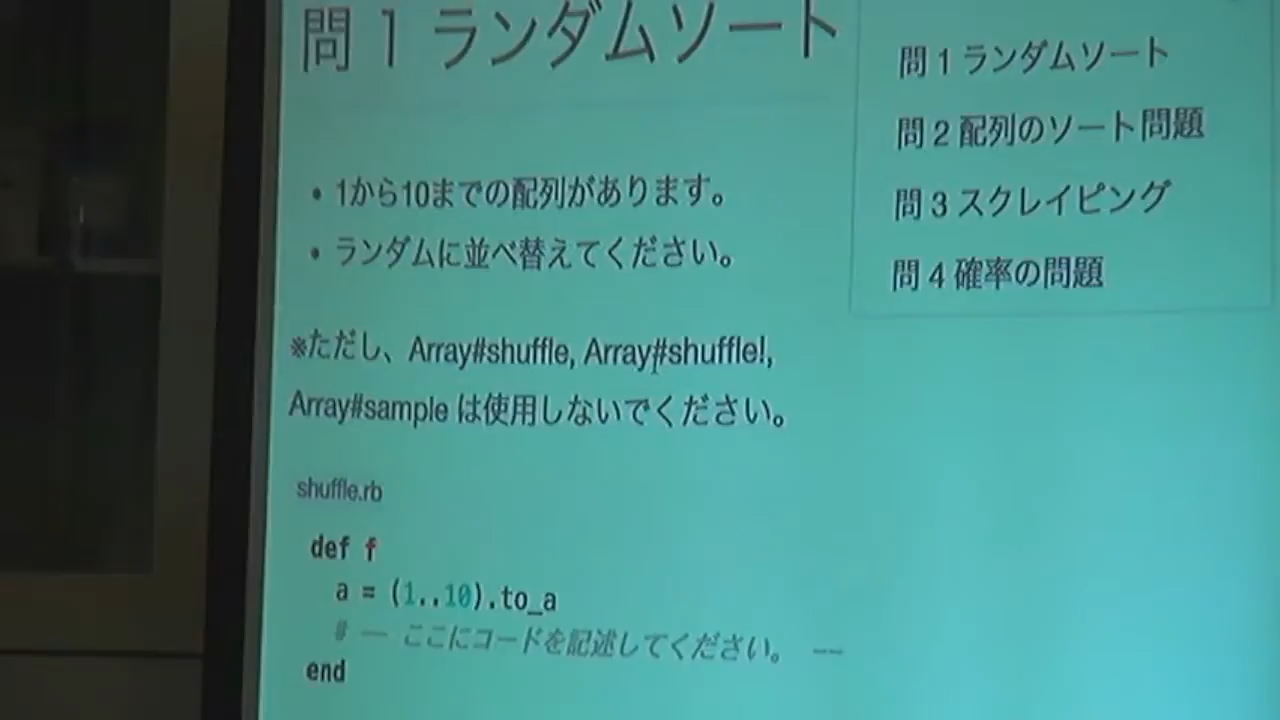 問 1 ランダムソート
• 1から10までの配列があります。
• ランダムに並べ替えてください。
※ただし、Array#shuffle, Array#shuffle!,
Array#sample は使用しないでください。
shuffle.rb
def f
a = (1..10).to_a
# -- ここにコードを記述してください。 --
end
問 1 ランダムソート
問 2 配列のソート問題
問 3 スクレイピング
問 4 確率の問題